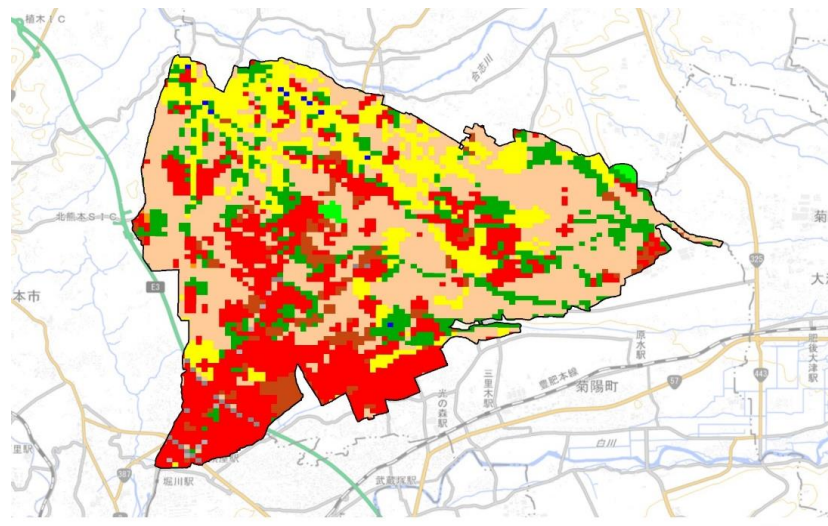 植木IC
合志川
北熊本SIC
E3
本市
菊
325
大
原水駅
肥後大津駅
443
豊肥本線
57
菊陽町
三里木駅
光の森駅
白川
里駅
387
堀川駅
武蔵塚駅